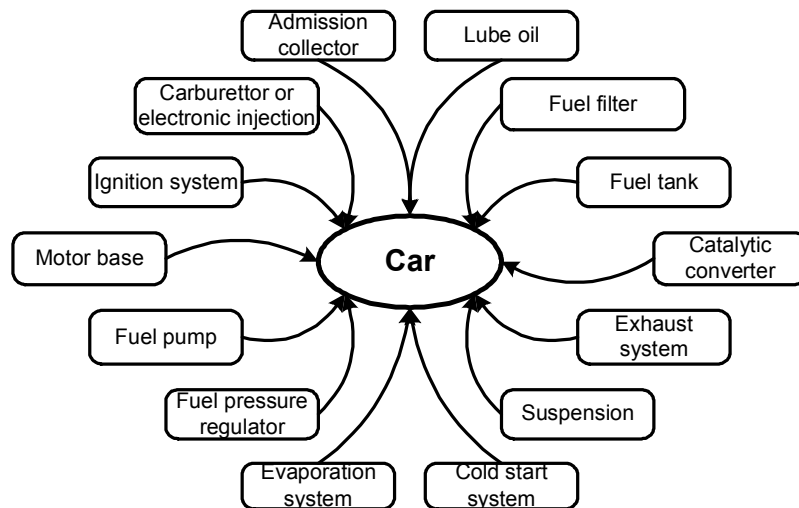 Admission
collector
Lube oil
Carburettor or
electronic injection
Fuel filter
Ignition system
Fuel tank
Motor base
Car
Catalytic
converter
Fuel pump
Exhaust
system
Fuel pressure
regulator
Suspension
Evaporation
system
Cold start
system